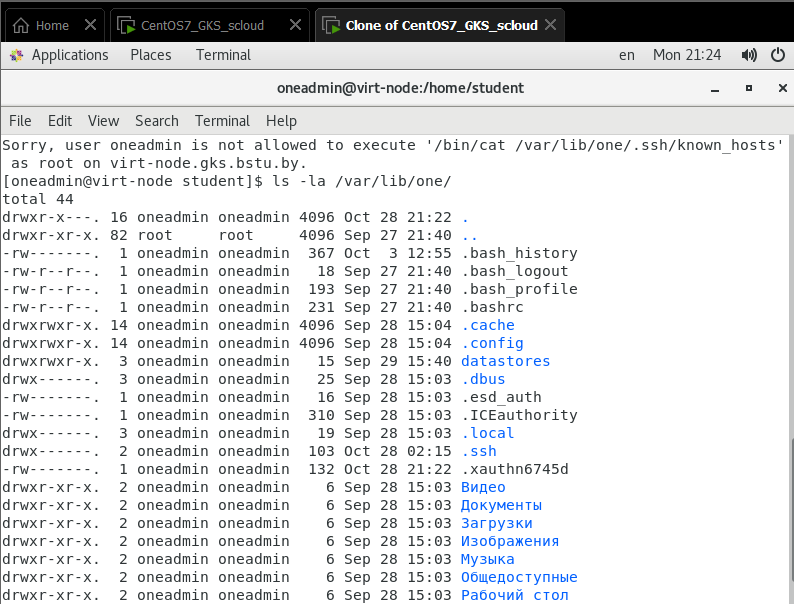 Home CentOS7_GKS_scloud Clone of CentOS7_GKS_scloud
Applications Places Terminal en Mon 21:24
oneadmin@virt-node:/home/student
File Edit View Search Terminal Help
Sorry, user oneadmin is not allowed to execute '/bin/cat /var/lib/one/.ssh/known_hosts'
as root on virt-node.gks.bstu.by.
[oneadmin@virt-node student]$ ls -la /var/lib/one/
total 44
drwxr-x---. 16 oneadmin oneadmin 4096 Oct 28 21:22 .
drwxr-xr-x. 82 root     root     4096 Sep 27 21:40 ..
-rw-------.  1 oneadmin oneadmin  367 Oct  3 12:55 .bash_history
-rw-r--r--.  1 oneadmin oneadmin   18 Sep 27 21:40 .bash_logout
-rw-r--r--.  1 oneadmin oneadmin  193 Sep 27 21:40 .bash_profile
-rw-r--r--.  1 oneadmin oneadmin  231 Sep 27 21:40 .bashrc
drwxrwxr-x. 14 oneadmin oneadmin 4096 Sep 28 15:04 .cache
drwxrwxr-x. 14 oneadmin oneadmin 4096 Sep 28 15:04 .config
drwxrwxr-x.  3 oneadmin oneadmin   15 Sep 29 15:40 datastores
drwx------.  3 oneadmin oneadmin   25 Sep 28 15:03 .dbus
-rw-------.  1 oneadmin oneadmin   16 Sep 28 15:03 .esd_auth
-rw-------.  1 oneadmin oneadmin  310 Sep 28 15:03 .ICEauthority
drwx------.  3 oneadmin oneadmin   19 Sep 28 15:03 .local
drwx------.  2 oneadmin oneadmin  103 Oct 28 02:15 .ssh
-rw-------.  1 oneadmin oneadmin  132 Oct 28 21:22 .xauthn6745d
drwxr-xr-x.  2 oneadmin oneadmin    6 Sep 28 15:03 Видео
drwxr-xr-x.  2 oneadmin oneadmin    6 Sep 28 15:03 Документы
drwxr-xr-x.  2 oneadmin oneadmin    6 Sep 28 15:03 Загрузки
drwxr-xr-x.  2 oneadmin oneadmin    6 Sep 28 15:03 Изображения
drwxr-xr-x.  2 oneadmin oneadmin    6 Sep 28 15:03 Музыка
drwxr-xr-x.  2 oneadmin oneadmin    6 Sep 28 15:03 Общедоступные
drwxr-xr-x.  2 oneadmin oneadmin    6 Sep 28 15:03 Рабочий стол